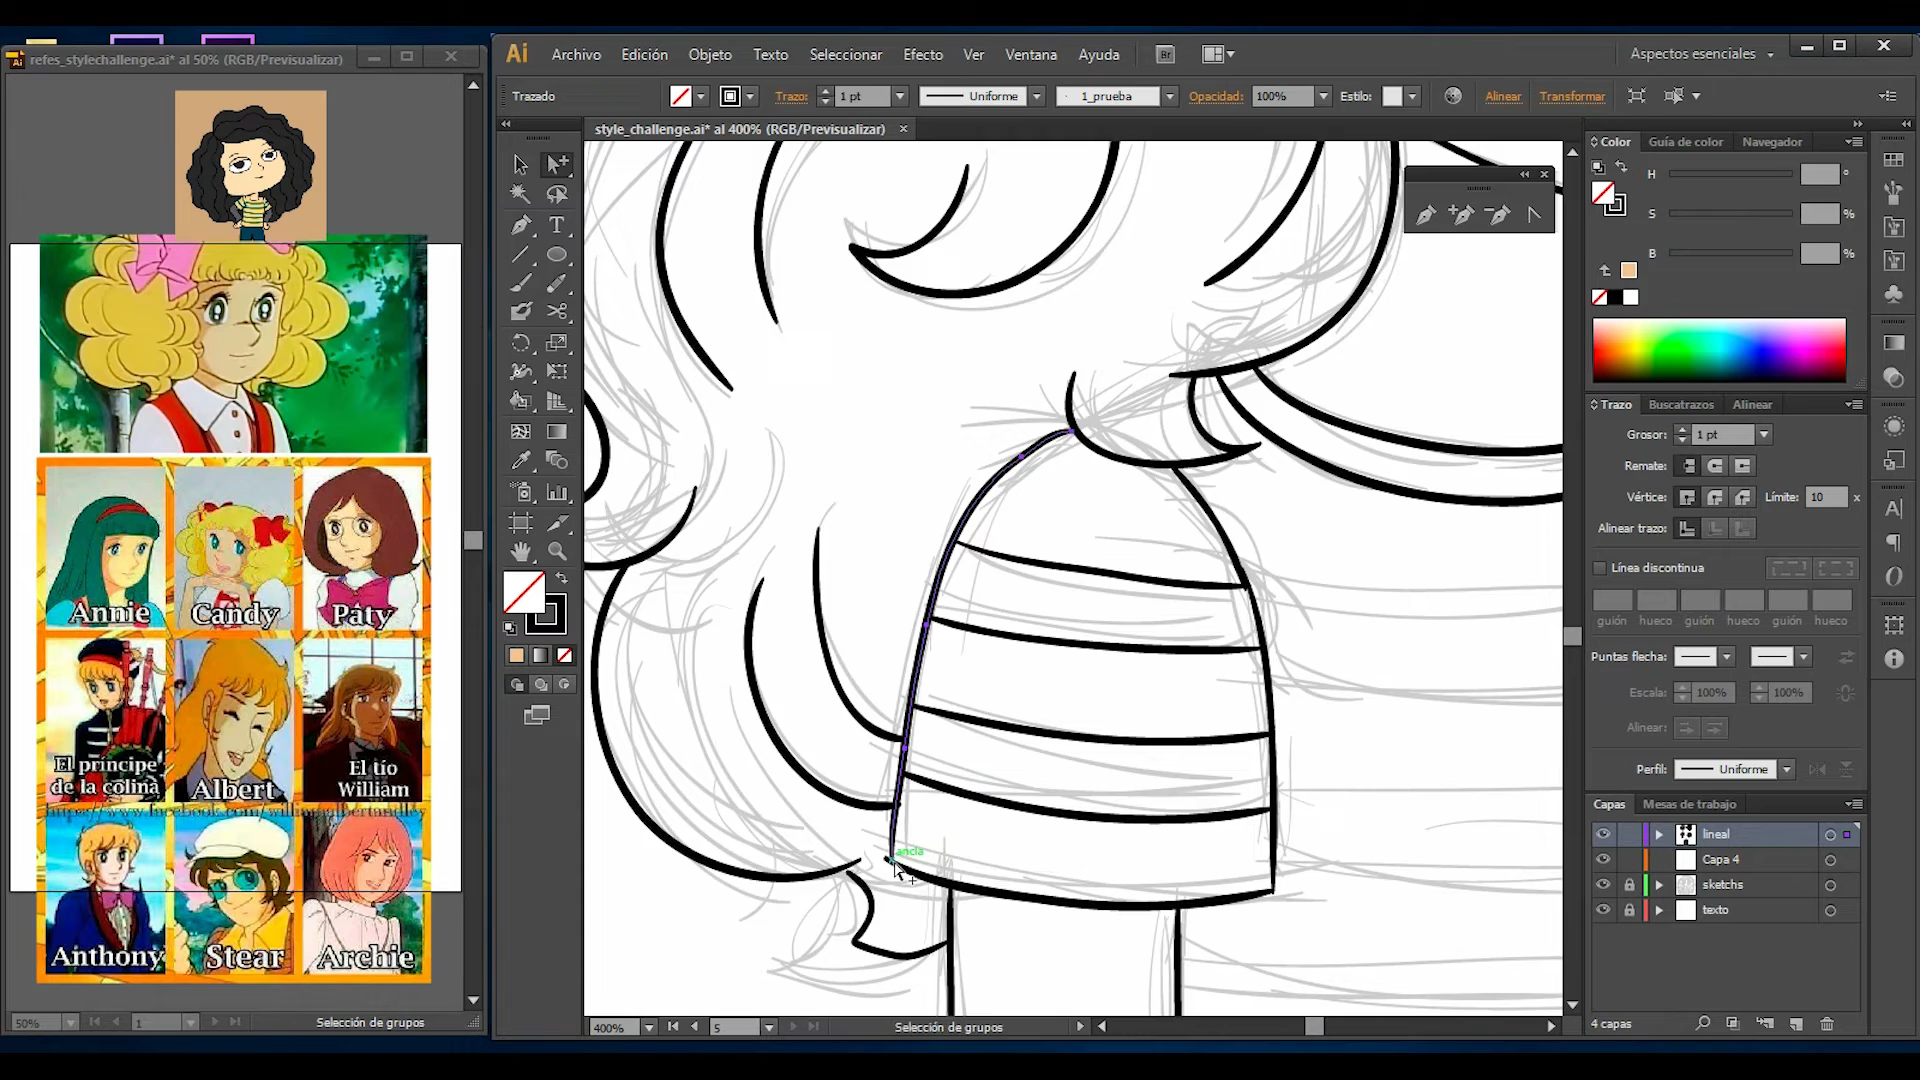 refes_stylechallenge.ai* al 50% (RGB/Previsualizar)
Annie
Candy
Paty
El príncipe
de la colina
Albert
El tío
William
Anthony
Stear
Archie
50%
1
Selección de grupos
Ai
Archivo
Edición
Objeto
Texto
Seleccionar
Efecto
Ver
Ventana
Ayuda
Br
Aspectos esenciales
Trazado
Trazo:
1 pt
Uniforme
1_prueba
Opacidad:
100%
Estilo:
Alinear
Transformar
style_challenge.ai* al 400% (RGB/Previsualizar)
ancla
400%
5
Selección de grupos
Color
Guía de color
Navegador
H
°
S
%
B
%
Trazo
Buscatrazos
Alinear
Grosor:
1 pt
Remate:
Vértice:
Límite:
10
x
Alinear trazo:
Línea discontinua
guión
hueco
guión
hueco
guión
hueco
Puntas flecha:
Escala:
100%
100%
Alinear:
Perfil:
Uniforme
Capas
Mesas de trabajo
lineal
Capa 4
sketchs
texto
4 capas